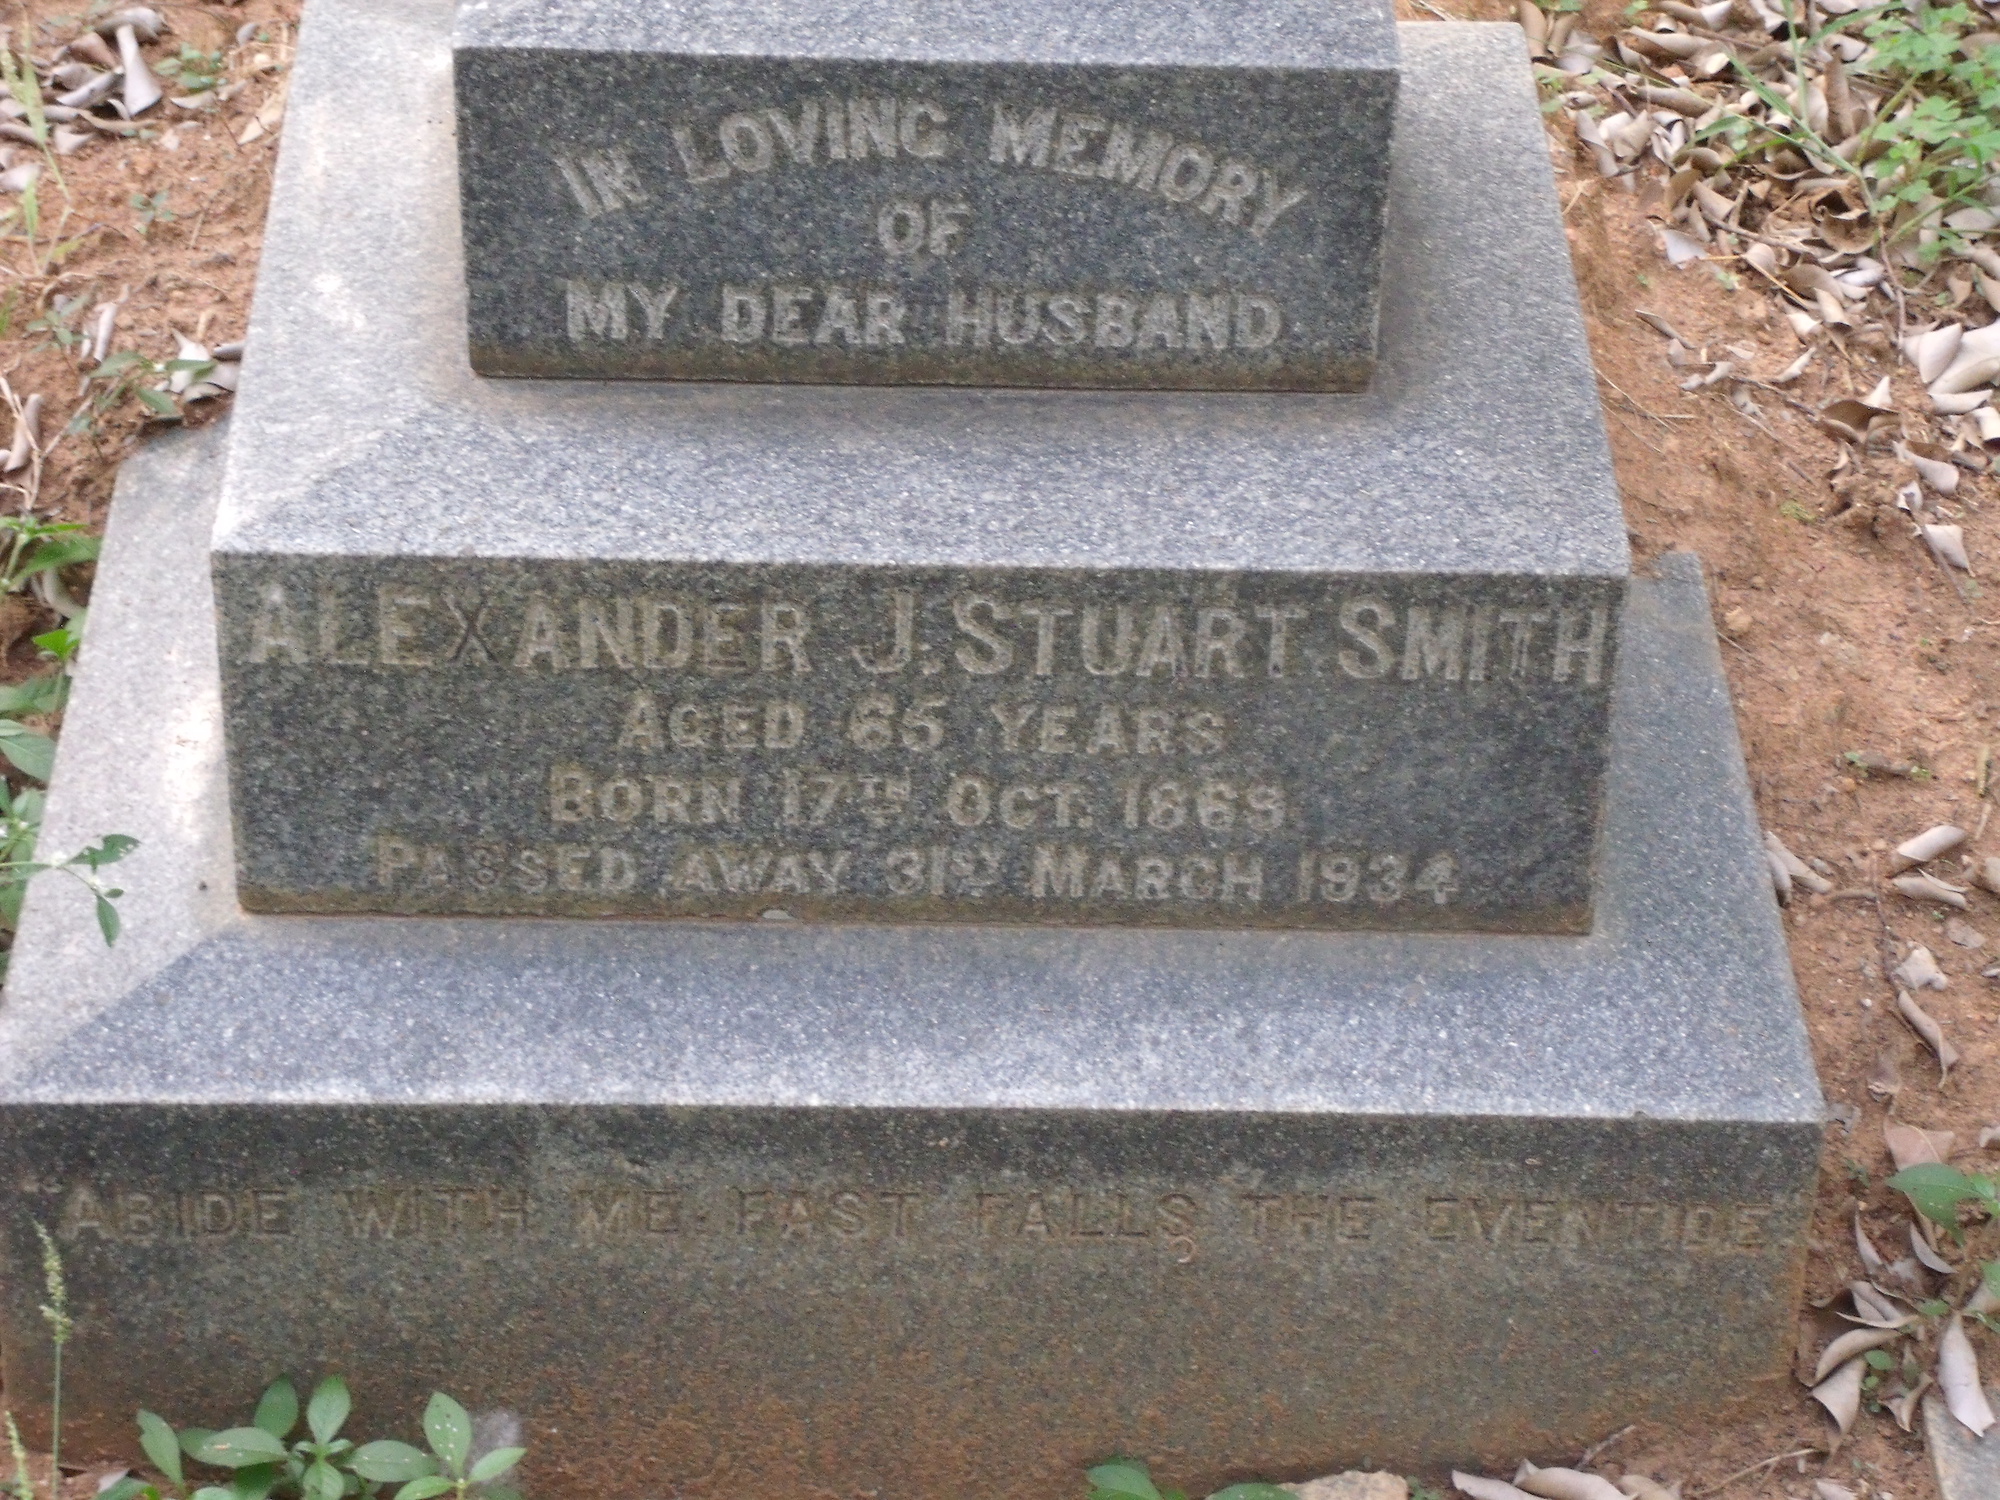 IN LOVING MEMORY
OF
MY DEAR HUSBAND
ALEXANDER J. STUART SMITH
AGED 65 YEARS
BORN 17TH OCT. 1869
PASSED AWAY 31ST MARCH 1934
"ABIDE WITH ME FAST FALLS THE EVENTIDE"